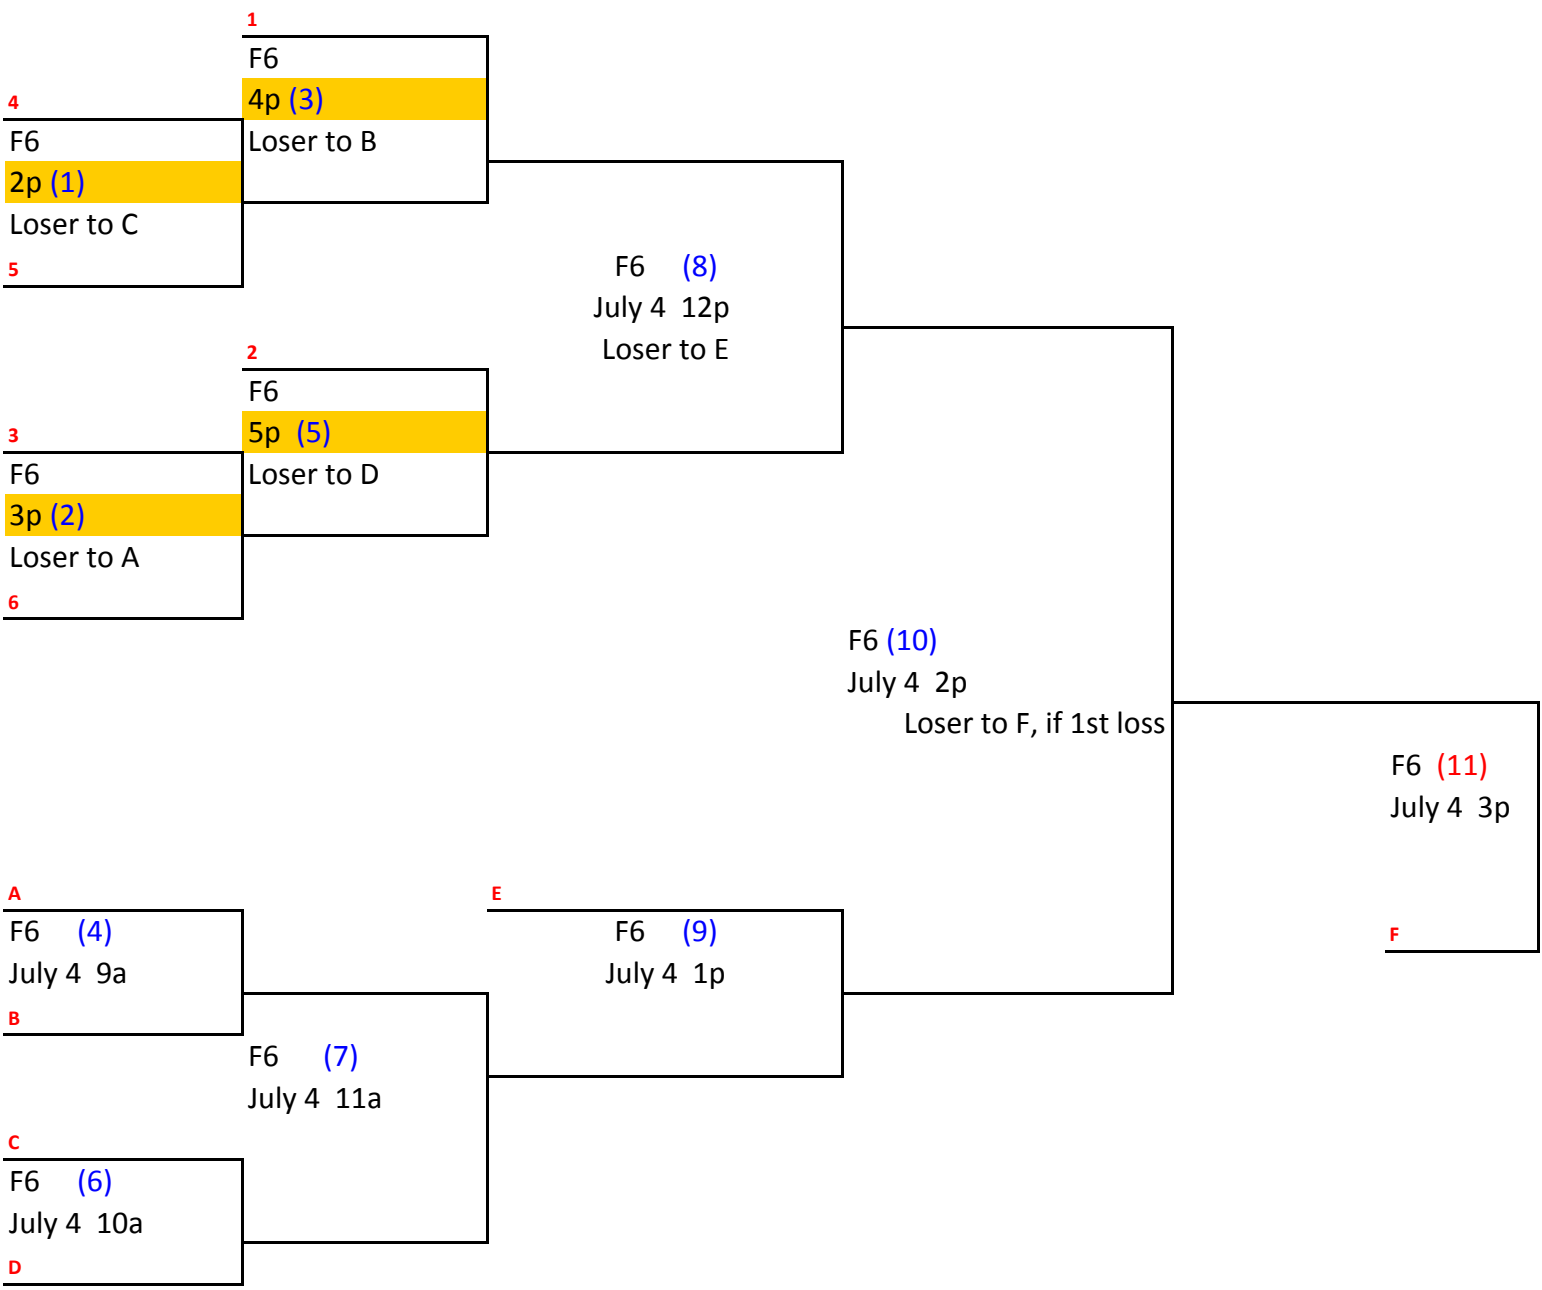 1
F6
4p (3)
Loser to B
4
F6
2p (1)
Loser to C
5
F6 (8)
July 4 12p
Loser to E
2
F6
5p (5)
Loser to D
3
F6
3p (2)
Loser to A
6
F6 (10)
July 4 2p
Loser to F, if 1st loss
F6 (11)
July 4 3p
F
A
F6 (4)
July 4 9a
B
E
F6 (9)
July 4 1p
F6 (7)
July 4 11a
C
F6 (6)
July 4 10a
D